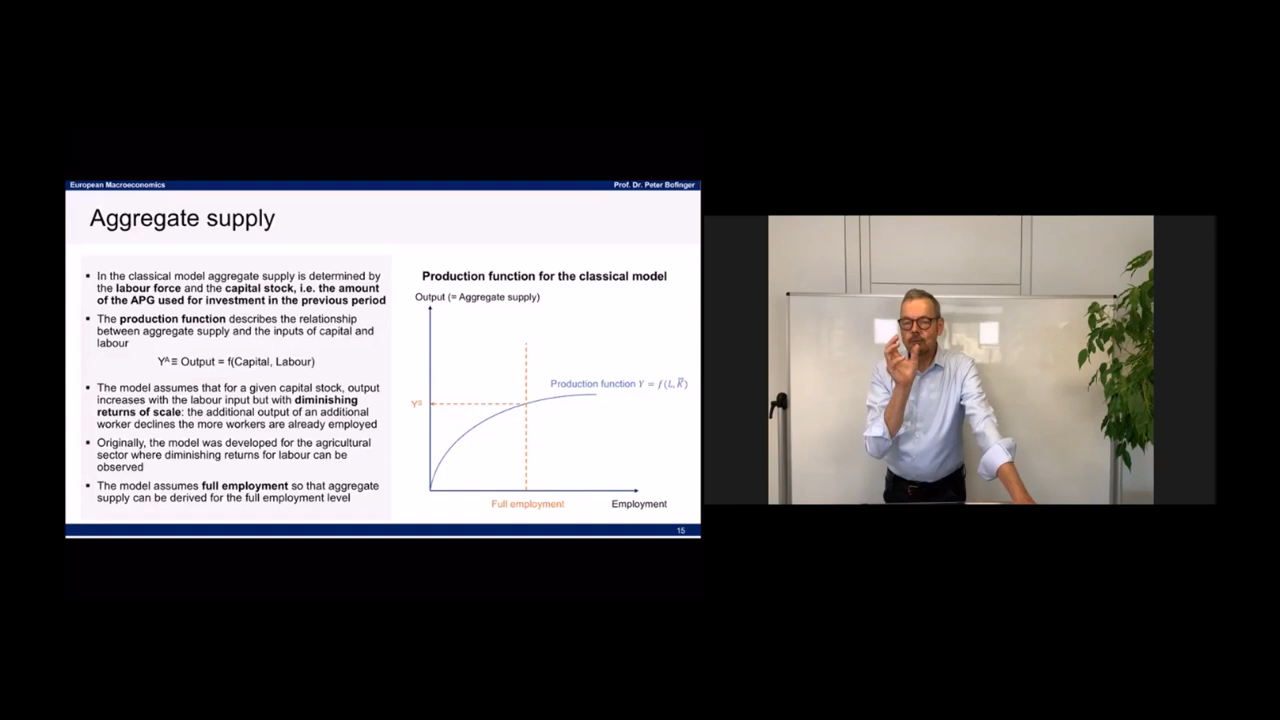 European Macroeconomics
Prof. Dr. Peter Bofinger
Aggregate supply
▪ In the classical model aggregate supply is determined by
the labour force and the capital stock, i.e. the amount
of the APG used for investment in the previous period
▪ The production function describes the relationship
between aggregate supply and the inputs of capital and
labour
Yᴬ ≡ Output = f(Capital, Labour)
▪ The model assumes that for a given capital stock, output
increases with the labour input but with diminishing
returns of scale: the additional output of an additional
worker declines the more workers are already employed
▪ Originally, the model was developed for the agricultural
sector where diminishing returns for labour can be
observed
▪ The model assumes full employment so that aggregate
supply can be derived for the full employment level
Production function for the classical model
Output (= Aggregate supply)
Production function Y = f(L, K̅)
Yˢ
Full employment
Employment
15